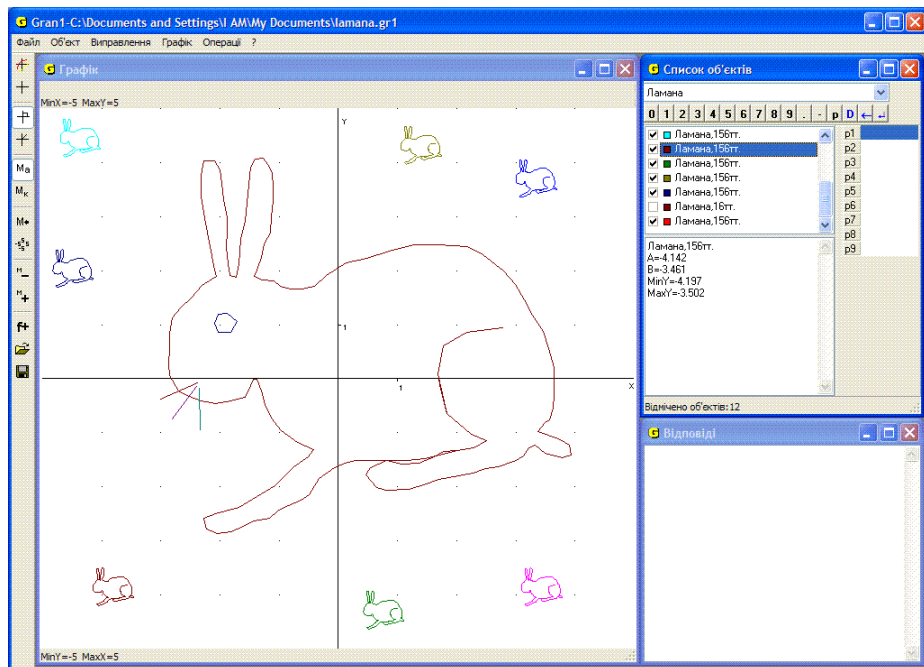 Gran1-C:\Documents and Settings\I AM\My Documents\lamana.gr1
Файл Об'єкт Виправлення Графік Операції ?
Графік
MinX=-5 MaxY=5
Y
1
1
X
MinY=-5 MaxX=5
Ma
Mк
M*
M
M+
f+
Список об'єктів
Ламана
0 1 2 3 4 5 6 7 8 9 . - p D ← ↵
Ламана,156тт.
Ламана,156тт.
Ламана,156тт.
Ламана,156тт.
Ламана,156тт.
Ламана,16тт.
Ламана,156тт.
p1
p2
p3
p4
p5
p6
p7
p8
p9
Ламана,156тт.
A=-4.142
B=-3.461
MinY=-4.197
MaxY=-3.502
Відмічено об'єктів:12
Відповіді